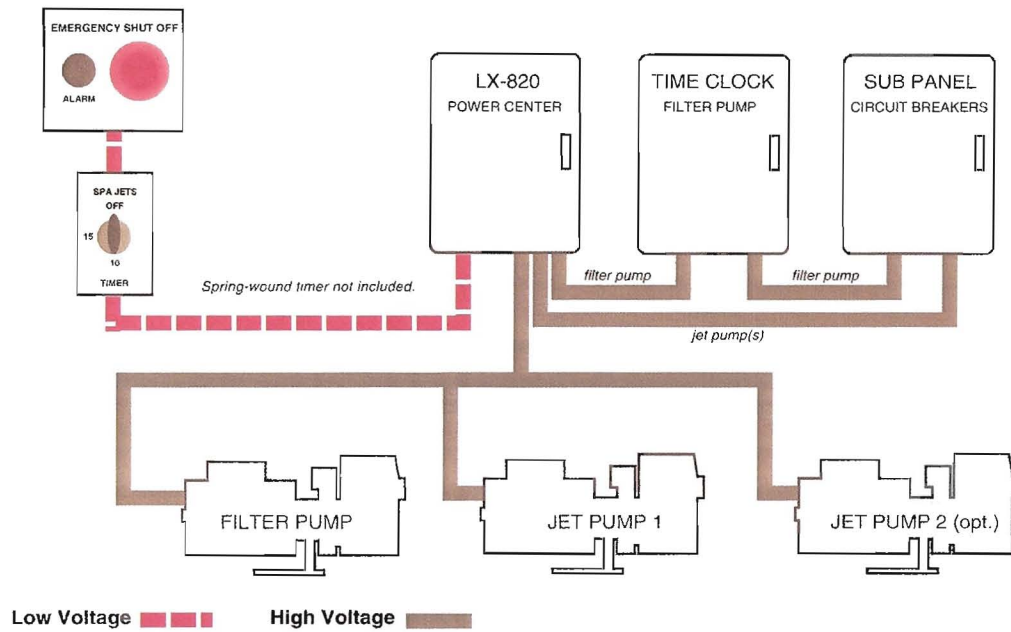 EMERGENCY SHUT OFF
ALARM
SPA JETS
OFF
15
10
TIMER
Spring-wound timer not included.
LX-820
POWER CENTER
TIME CLOCK
FILTER PUMP
SUB PANEL
CIRCUIT BREAKERS
filter pump
filter pump
jet pump(s)
FILTER PUMP
JET PUMP 1
JET PUMP 2 (opt.)
Low Voltage
High Voltage